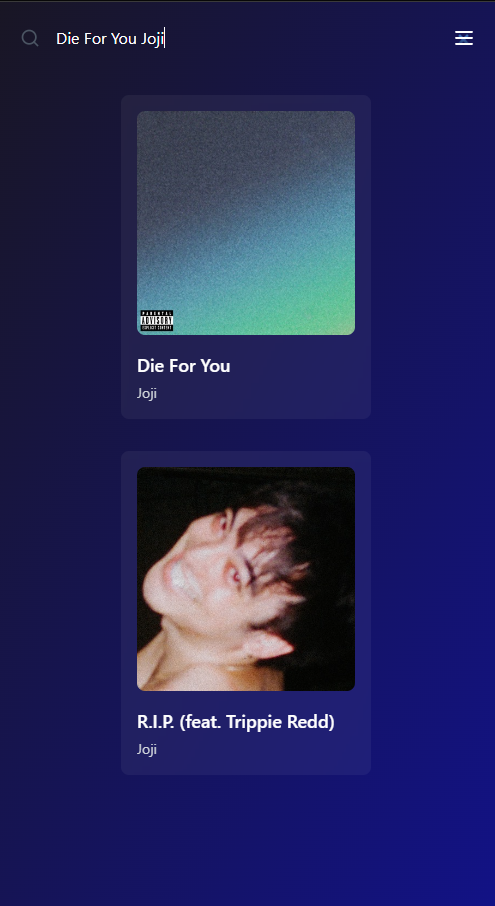 Die For You Joji
PARENTAL
ADVISORY
EXPLICIT CONTENT
Die For You
Joji
R.I.P. (feat. Trippie Redd)
Joji